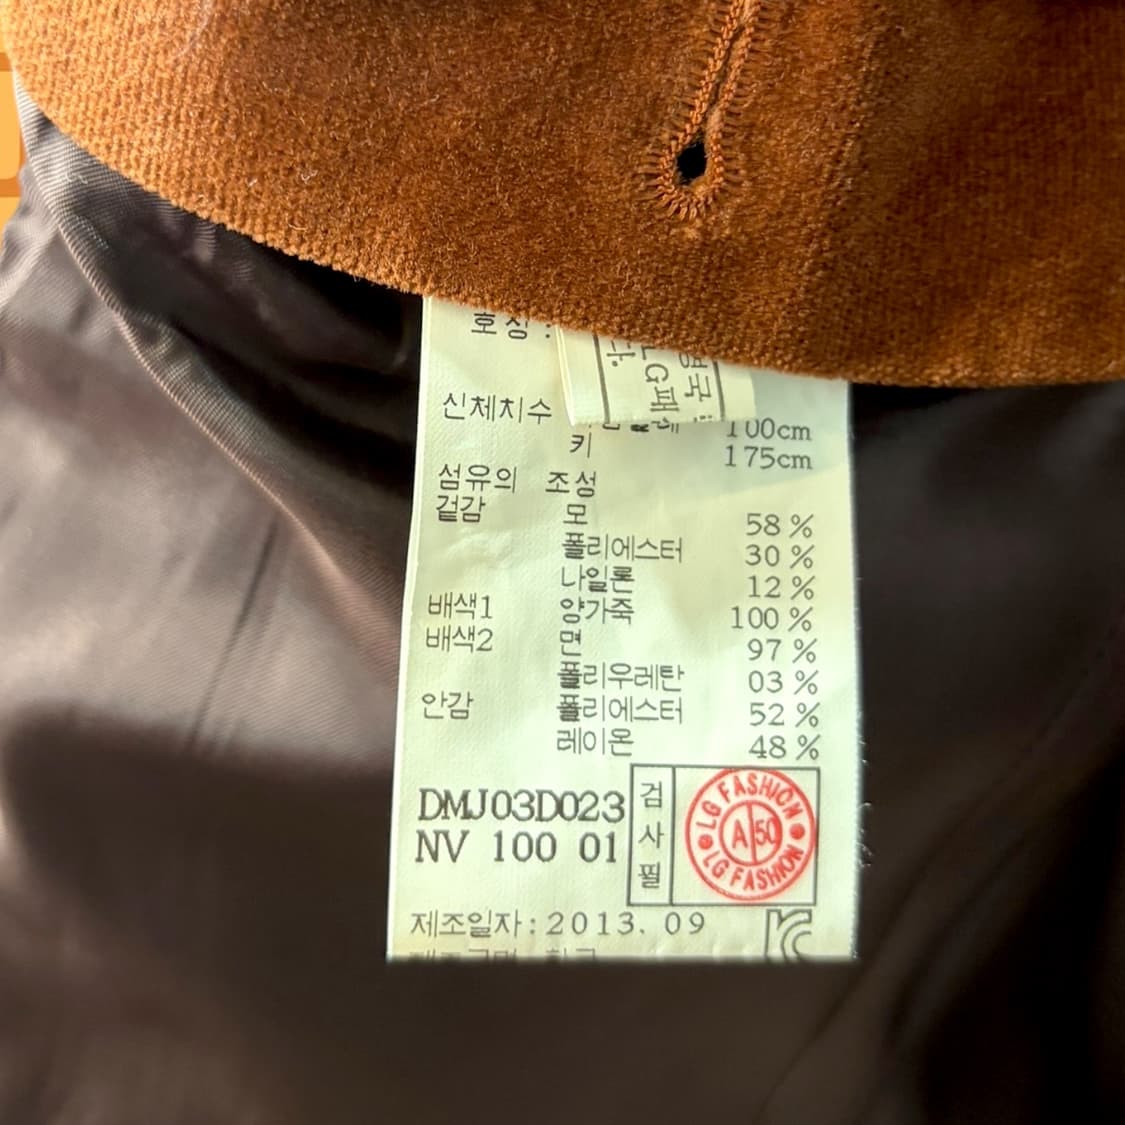 호칭 :
신체치수 100cm
키 175cm
섬유의 조성
겉감 모 58 %
폴리에스터 30 %
나일론 12 %
배색1 양가죽 100 %
배색2 면 97 %
폴리우레탄 03 %
안감 폴리에스터 52 %
레이온 48 %
DMJ03D023
NV 100 01
검사필
LG FASHION
A 50
LG FASHION
제조일자 : 2013. 09